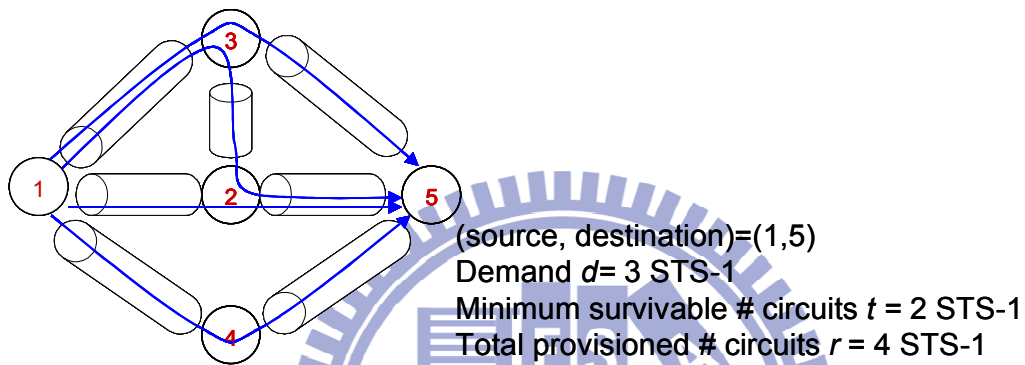 3
1
2
5
4
(source, destination)=(1,5)
Demand d= 3 STS-1
Minimum survivable # circuits t = 2 STS-1
Total provisioned # circuits r = 4 STS-1